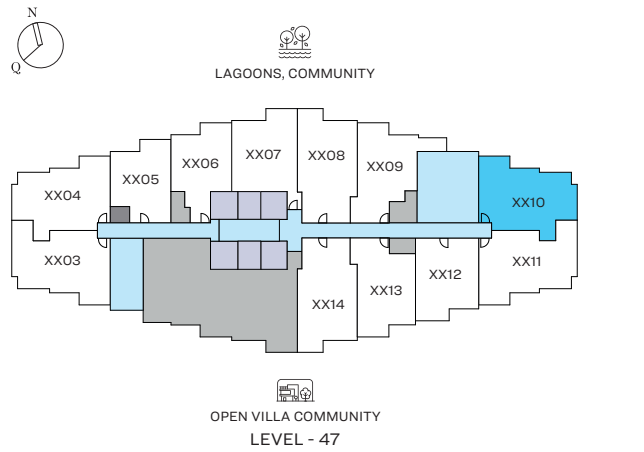 N
Q
LAGOONS, COMMUNITY
XX07
XX08
XX06
XX09
XX05
XX04
XX10
XX03
XX11
XX12
XX13
XX14
OPEN VILLA COMMUNITY
LEVEL - 47